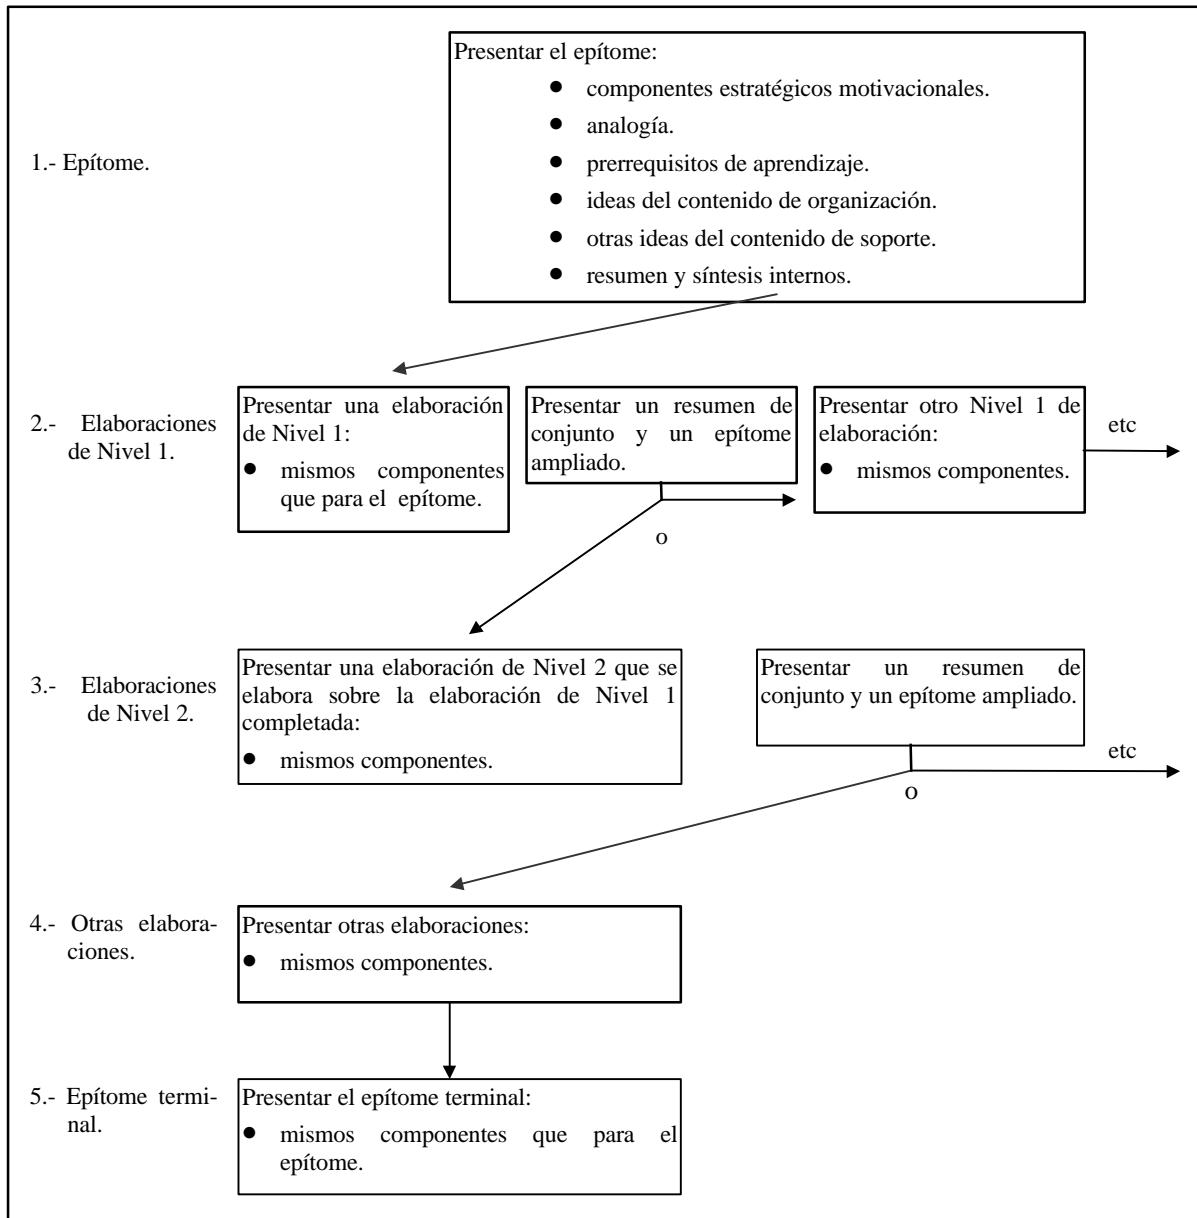 Presentar el epítome:
● componentes estratégicos motivacionales.
● analogía.
1.- Epítome.
● prerrequisitos de aprendizaje.
● ideas del contenido de organización.
● otras ideas del contenido de soporte.
● resumen y síntesis internos.
2.- Elaboraciones
de Nivel 1.
Presentar una elaboración
de Nivel 1:
● mismos componentes
que para el epítome.
Presentar un resumen de
conjunto y un epítome
ampliado.
Presentar otro Nivel 1 de
elaboración:
● mismos componentes.
etc
o
3.- Elaboraciones
de Nivel 2.
Presentar una elaboración de Nivel 2 que se
elabora sobre la elaboración de Nivel 1
completada:
● mismos componentes.
Presentar un resumen de
conjunto y un epítome ampliado.
etc
o
4.- Otras elabora-
ciones.
Presentar otras elaboraciones:
● mismos componentes.
5.- Epítome termi-
nal.
Presentar el epítome terminal:
● mismos componentes que para el
epítome.